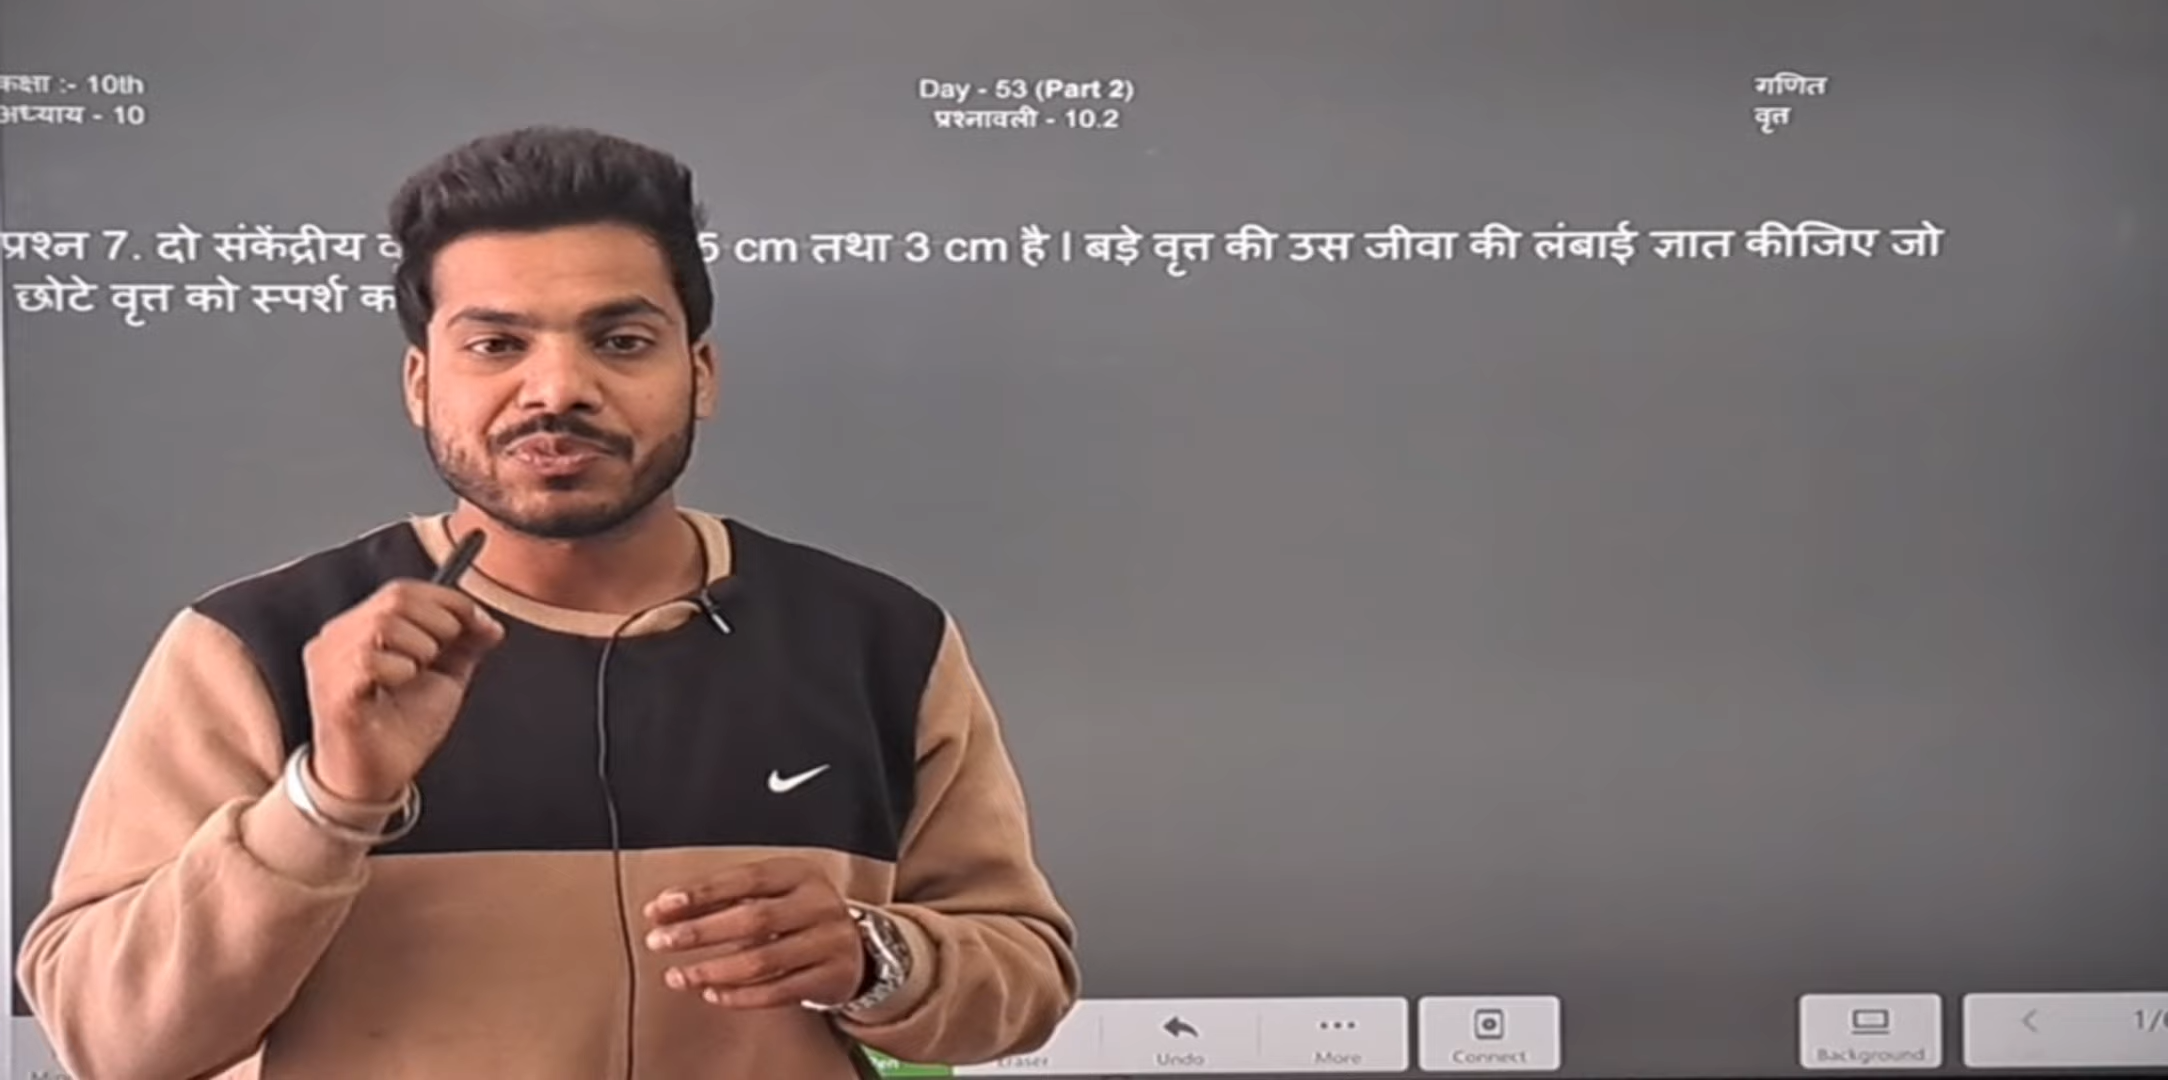 कक्षा :- 10th
अध्याय - 10
Day - 53 (Part 2)
प्रश्नावली - 10.2
गणित
वृत्त
प्रश्न 7. दो संकेंद्रीय 5 cm तथा 3 cm है । बड़े वृत्त की उस जीवा की लंबाई ज्ञात कीजिए जो
छोटे वृत्त को स्पर्श
Undo
More
Connect
Background